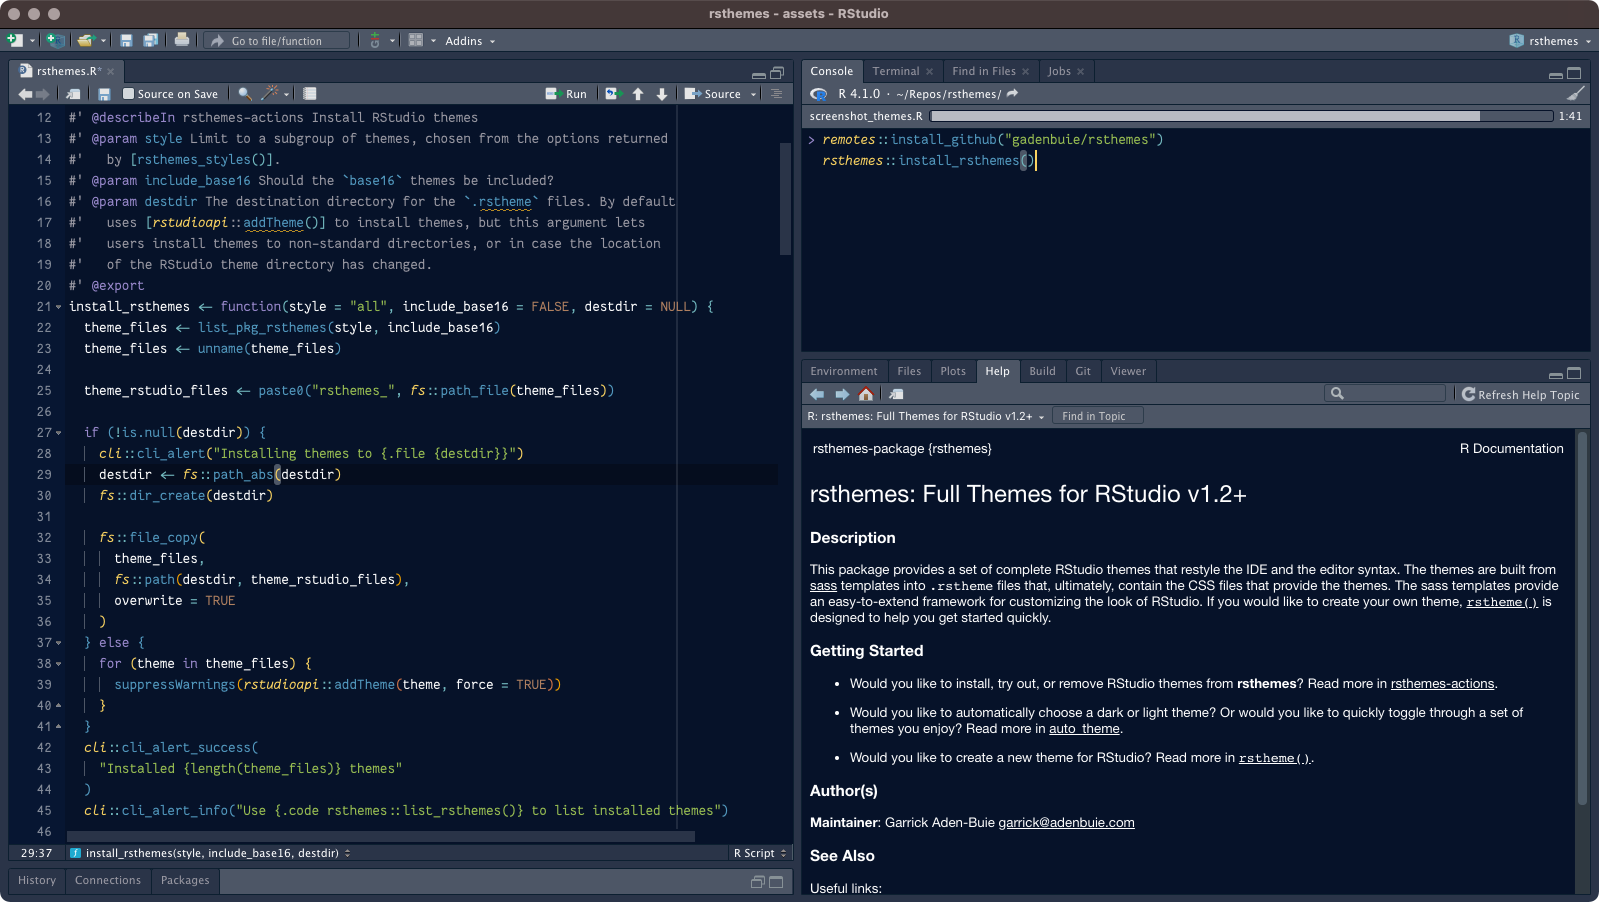 rsthemes - assets - RStudio
Go to file/function
Addins
rsthemes
rsthemes.R*
Source on Save
Run
Source
12 #' @describeIn rsthemes-actions Install RStudio themes
13 #' @param style Limit to a subgroup of themes, chosen from the options returned
14 #'   by [rsthemes_styles()].
15 #' @param include_base16 Should the `base16` themes be included?
16 #' @param destdir The destination directory for the `.rstheme` files. By default
17 #'   uses [rstudioapi::addTheme()] to install themes, but this argument lets
18 #'   users install themes to non-standard directories, or in case the location
19 #'   of the RStudio theme directory has changed.
20 #' @export
21 install_rsthemes <- function(style = "all", include_base16 = FALSE, destdir = NULL) {
22   theme_files <- list_pkg_rsthemes(style, include_base16)
23   theme_files <- unname(theme_files)
24
25   theme_rstudio_files <- paste0("rsthemes_", fs::path_file(theme_files))
26
27   if (!is.null(destdir)) {
28     cli::cli_alert("Installing themes to {.file {destdir}}")
29     destdir <- fs::path_abs(destdir)
30     fs::dir_create(destdir)
31
32     fs::file_copy(
33       theme_files,
34       fs::path(destdir, theme_rstudio_files),
35       overwrite = TRUE
36     )
37   } else {
38     for (theme in theme_files) {
39       suppressWarnings(rstudioapi::addTheme(theme, force = TRUE))
40     }
41   }
42   cli::cli_alert_success(
43     "Installed {length(theme_files)} themes"
44   )
45   cli::cli_alert_info("Use {.code rsthemes::list_rsthemes()} to list installed themes")
46
29:37 install_rsthemes(style, include_base16, destdir) R Script
History Connections Packages
Console Terminal Find in Files Jobs
R 4.1.0 · ~/Repos/rsthemes/
screenshot_themes.R 1:41
> remotes::install_github("gadenbuie/rsthemes")
  rsthemes::install_rsthemes()
Environment Files Plots Help Build Git Viewer
Refresh Help Topic
R: rsthemes: Full Themes for RStudio v1.2+ Find in Topic
rsthemes-package {rsthemes} R Documentation
rsthemes: Full Themes for RStudio v1.2+
Description
This package provides a set of complete RStudio themes that restyle the IDE and the editor syntax. The themes are built from
sass templates into .rstheme files that, ultimately, contain the CSS files that provide the themes. The sass templates provide
an easy-to-extend framework for customizing the look of RStudio. If you would like to create your own theme, rstheme() is
designed to help you get started quickly.
Getting Started
• Would you like to install, try out, or remove RStudio themes from rsthemes? Read more in rsthemes-actions.
• Would you like to automatically choose a dark or light theme? Or would you like to quickly toggle through a set of
themes you enjoy? Read more in auto_theme.
• Would you like to create a new theme for RStudio? Read more in rstheme().
Author(s)
Maintainer: Garrick Aden-Buie garrick@adenbuie.com
See Also
Useful links: